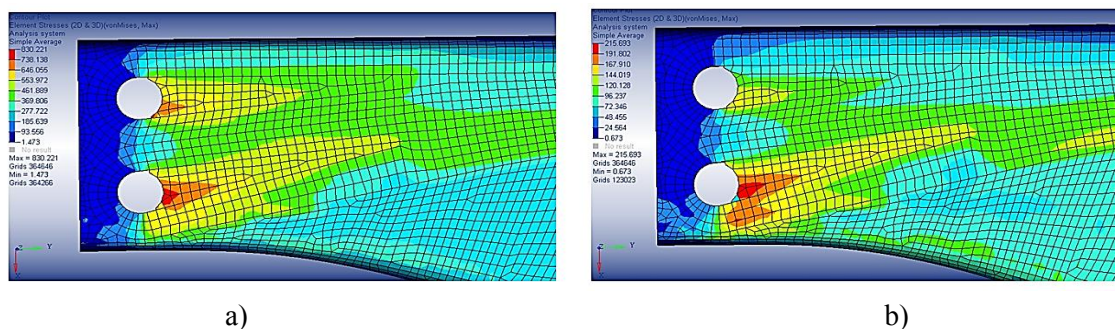 Contour Plot
Element Stresses (2D & 3D)(vonMises, Max)
Analysis system
Simple Average
830.221
738.138
646.055
553.972
461.889
369.806
277.722
185.639
93.556
1.473
No result
Max = 830.221
Grids 364646
Min = 1.473
Grids 364266
Z
Y
X
a)
Contour Plot
Element Stresses (2D & 3D)(vonMises, Max)
Analysis system
Simple Average
215.693
191.802
167.910
144.019
120.128
96.237
72.346
48.455
24.564
0.673
No result
Max = 215.693
Grids 364646
Min = 0.673
Grids 123023
Z
Y
X
b)